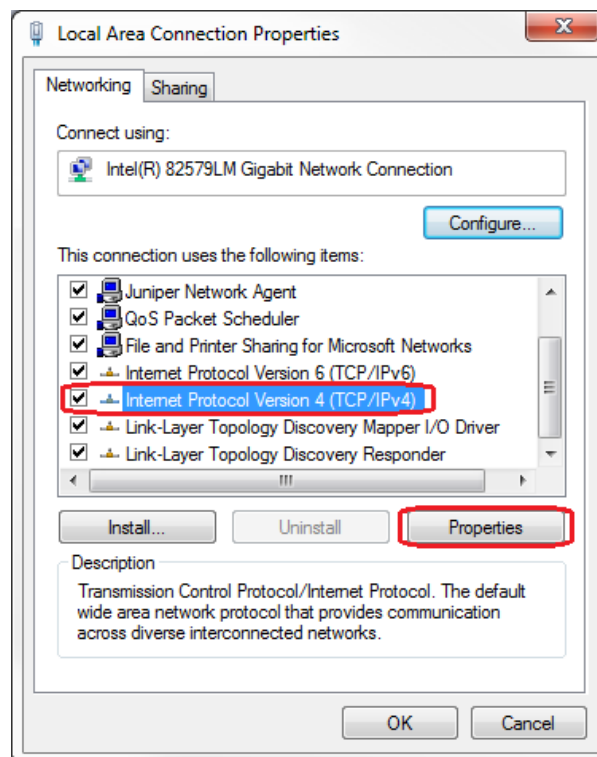 Local Area Connection Properties
Networking
Sharing
Connect using:
Intel(R) 82579LM Gigabit Network Connection
Configure...
This connection uses the following items:
Juniper Network Agent
QoS Packet Scheduler
File and Printer Sharing for Microsoft Networks
Internet Protocol Version 6 (TCP/IPv6)
Internet Protocol Version 4 (TCP/IPv4)
Link-Layer Topology Discovery Mapper I/O Driver
Link-Layer Topology Discovery Responder
Install...
Uninstall
Properties
Description
Transmission Control Protocol/Internet Protocol. The default
wide area network protocol that provides communication
across diverse interconnected networks.
OK
Cancel